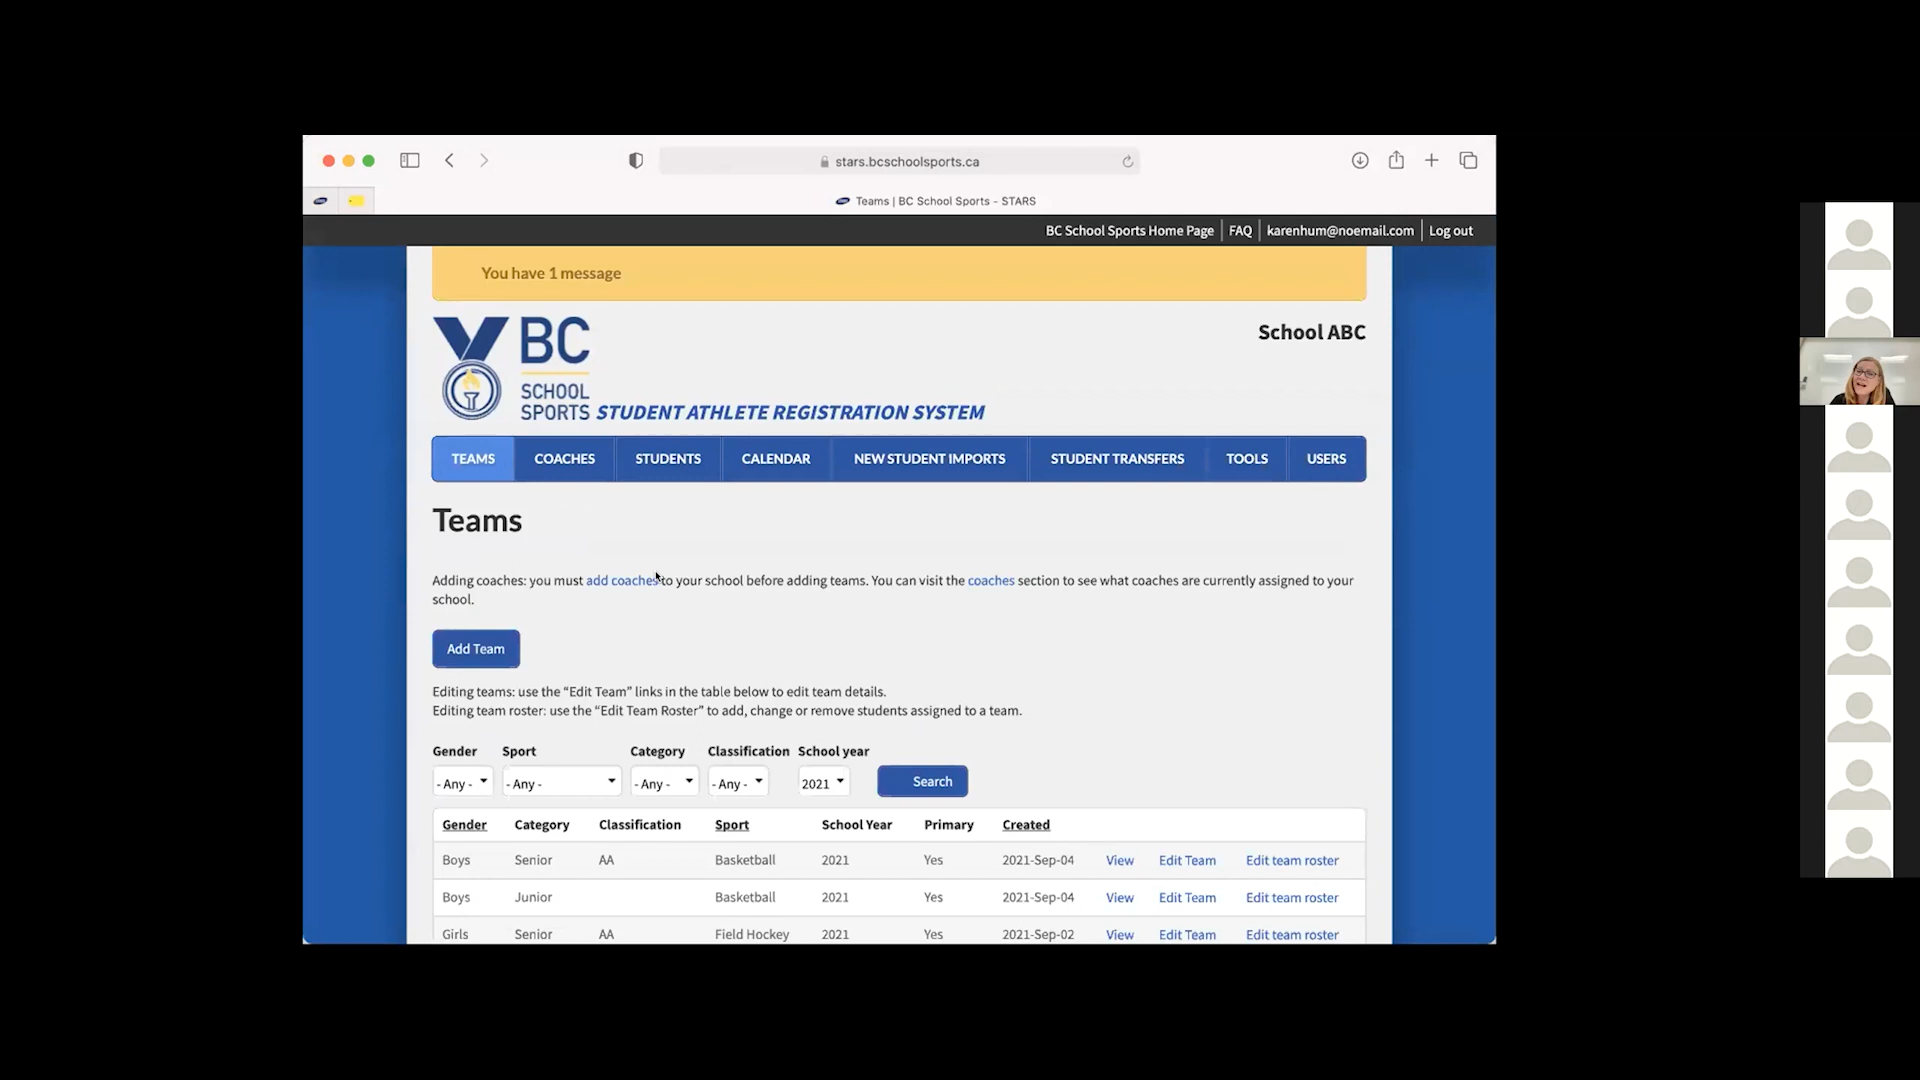 stars.bcschoolsports.ca
Teams | BC School Sports - STARS
BC School Sports Home Page FAQ karenhum@noemail.com Log out
You have 1 message
BC
SCHOOL
SPORTS
STUDENT ATHLETE REGISTRATION SYSTEM
School ABC
TEAMS COACHES STUDENTS CALENDAR NEW STUDENT IMPORTS STUDENT TRANSFERS TOOLS USERS
Teams
Adding coaches: you must add coaches to your school before adding teams. You can visit the coaches section to see what coaches are currently assigned to your
school.
Add Team
Editing teams: use the “Edit Team” links in the table below to edit team details.
Editing team roster: use the “Edit Team Roster” to add, change or remove students assigned to a team.
Gender Sport Category Classification School year
- Any - - Any - - Any - - Any - 2021 Search
Gender Category Classification Sport School Year Primary Created
Boys Senior AA Basketball 2021 Yes 2021-Sep-04 View Edit Team Edit team roster
Boys Junior Basketball 2021 Yes 2021-Sep-04 View Edit Team Edit team roster
Girls Senior AA Field Hockey 2021 Yes 2021-Sep-02 View Edit Team Edit team roster